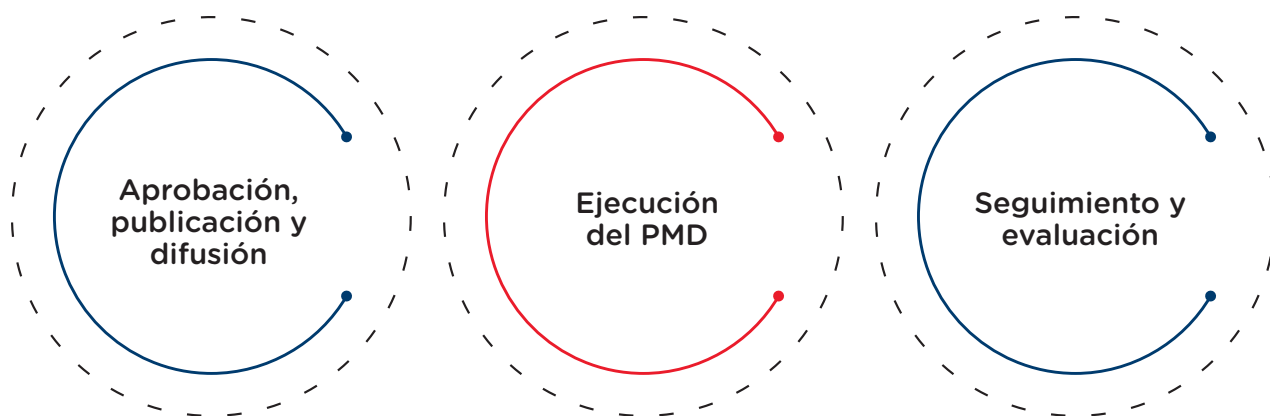 Aprobación,
publicación y
difusión
Ejecución
del PMD
Seguimiento y
evaluación